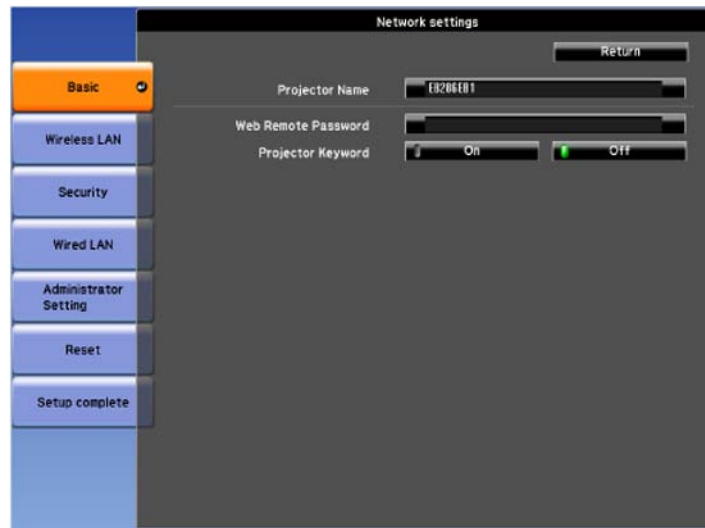 Network settings
Return
Basic
Projector Name EB286EB1
Web Remote Password
Wireless LAN
Projector Keyword On Off
Security
Wired LAN
Administrator
Setting
Reset
Setup complete